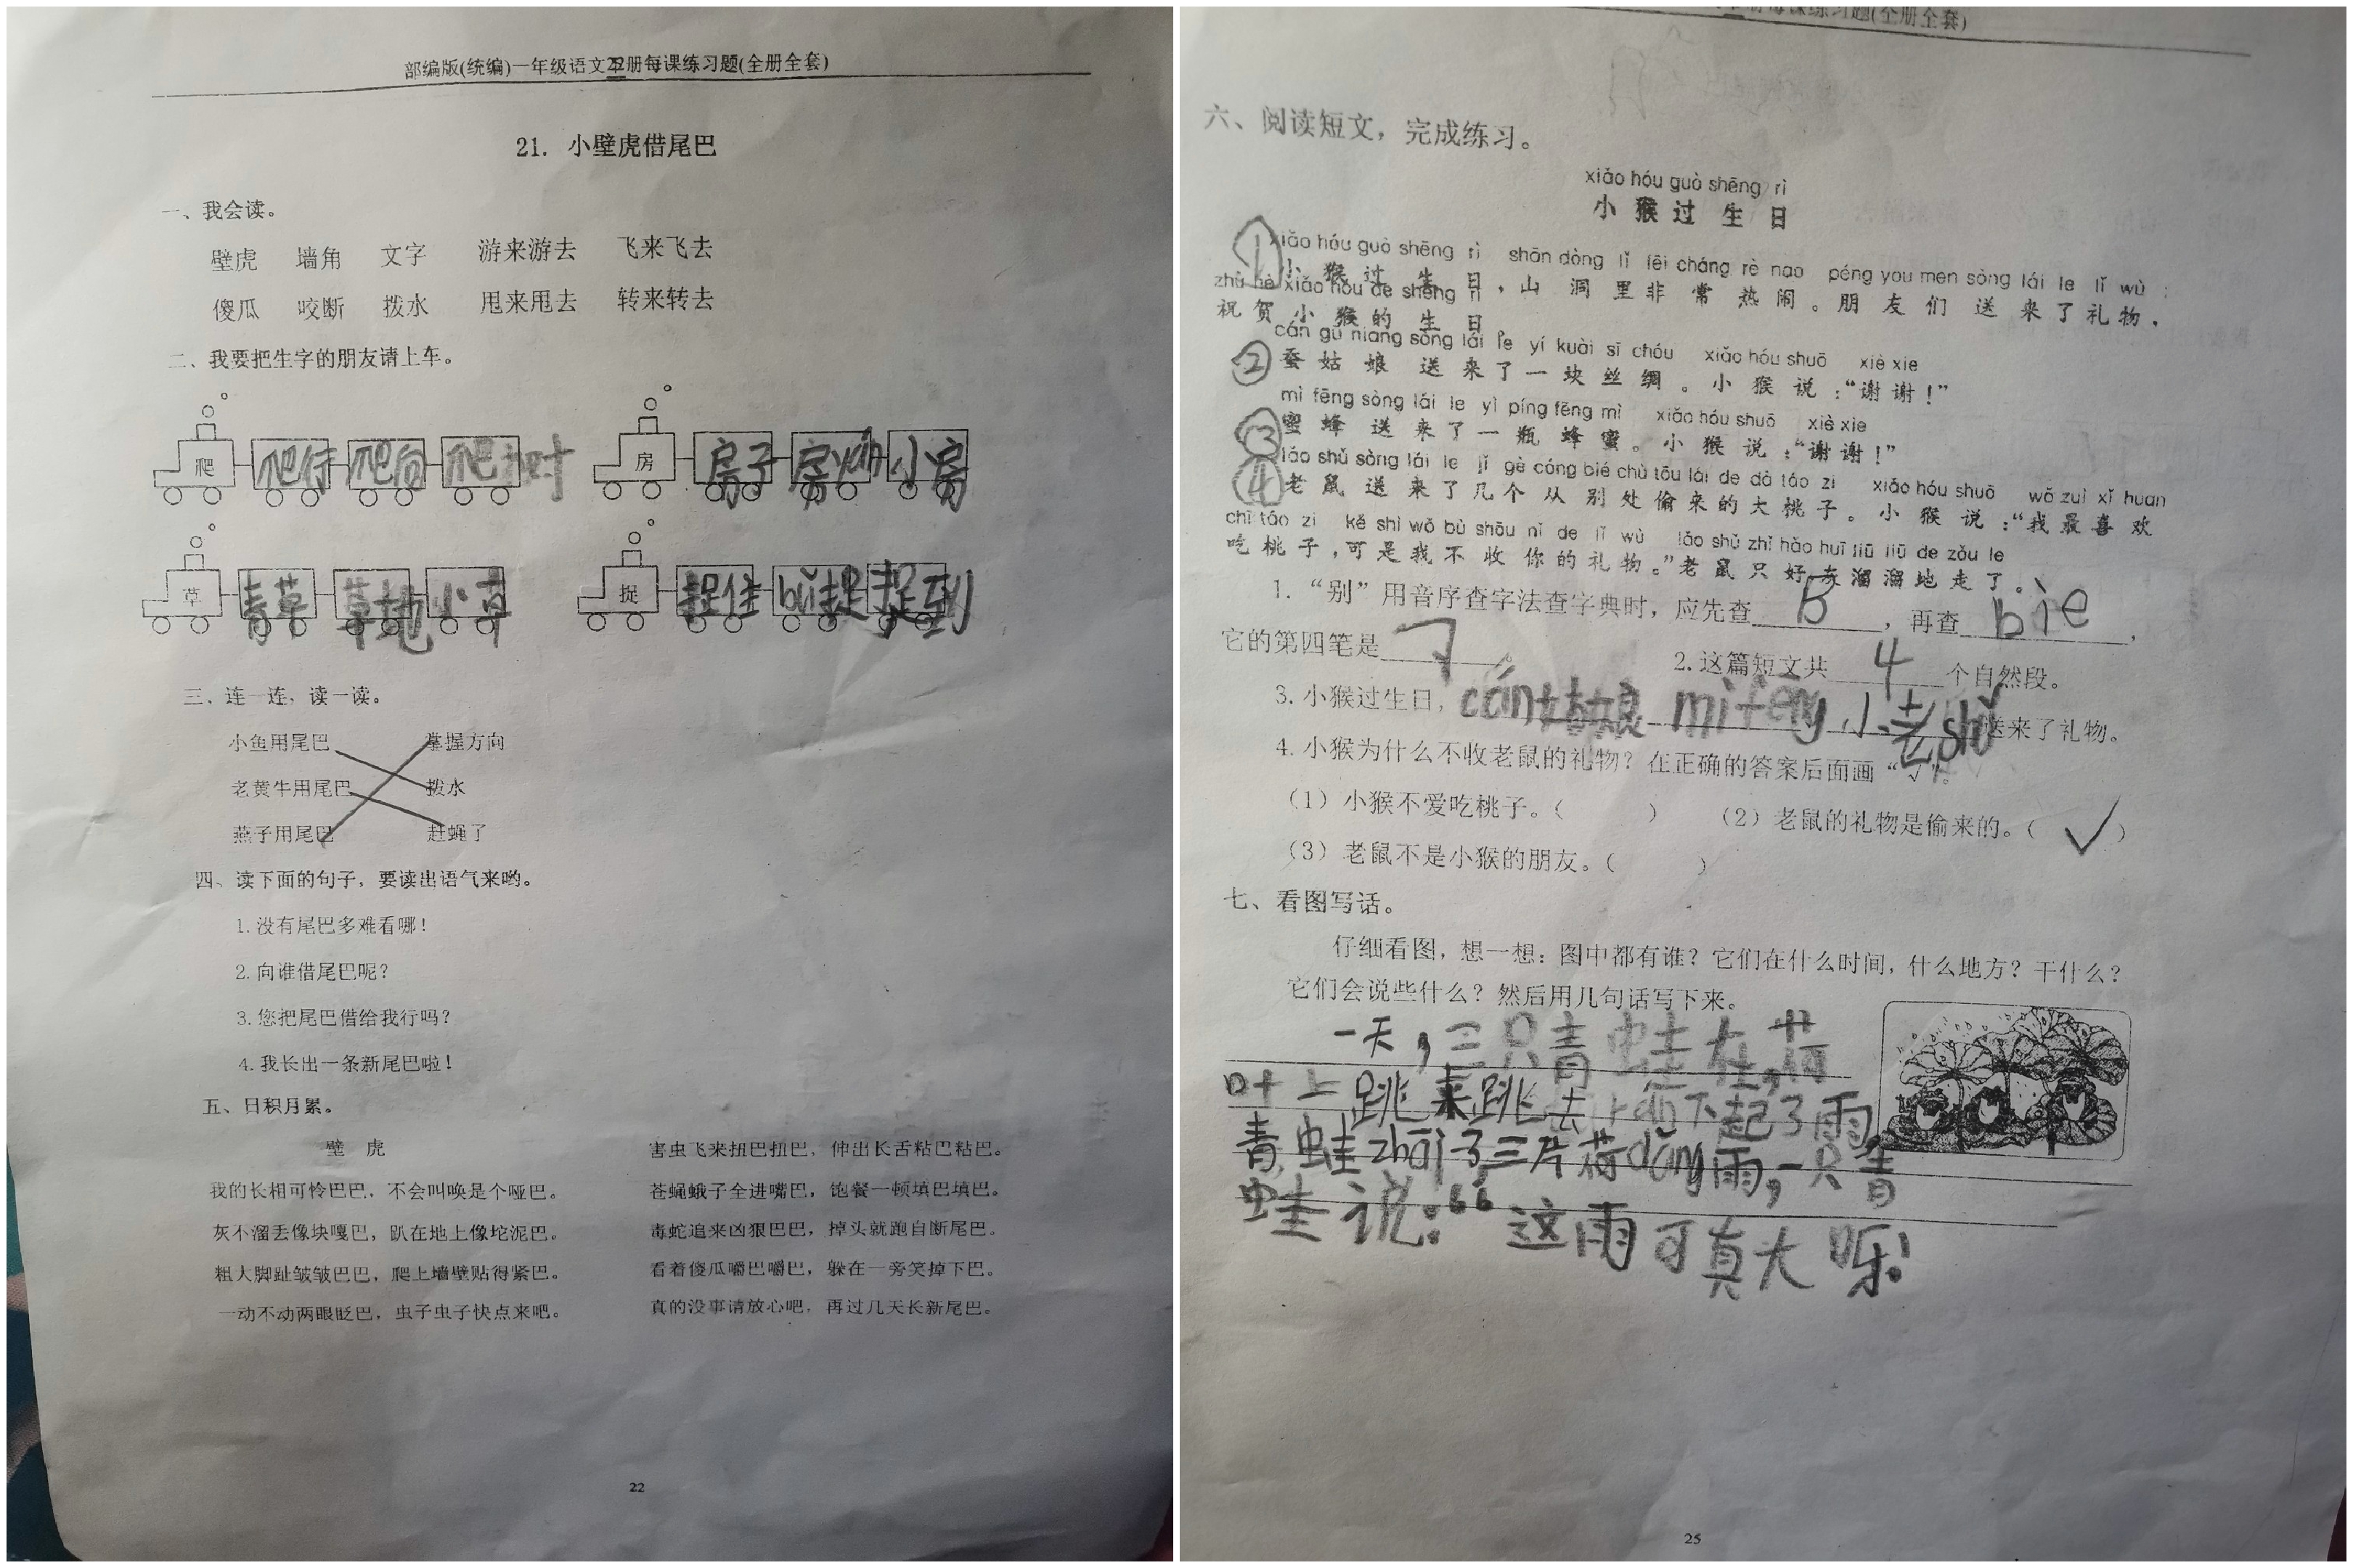 部编版(统编)一年级语文册每课练习题(全册全套)
21. 小壁虎借尾巴
一、我会读。
壁虎 墙角 文字 游来游去 飞来飞去
傻瓜 咬断 拨水 甩来甩去 转来转去
二、我要把生字的朋友请上车。
爬 爬行 爬向 爬树 房 房子 房 小房
草 青草 草地 小草 捉 捉住 bǔ捉 捉到
三、连一连，读一读。
小鱼用尾巴 掌握方向
老黄牛用尾巴 拨水
燕子用尾巴 赶蝇子
四、读下面的句子，要读出语气来哟。
1.没有尾巴多难看哪！
2.向谁借尾巴呢？
3.您把尾巴借给我行吗？
4.我长出一条新尾巴啦！
五、日积月累。
壁 虎
我的长相可怜巴巴，不会叫唤是个哑巴。
灰不溜丢像块嘎巴，趴在地上像坨泥巴。
粗大脚趾皱皱巴巴，爬上墙壁贴得紧巴。
一动不动两眼眨巴，虫子虫子快点来吧。
害虫飞来扭巴扭巴，伸出长舌粘巴粘巴。
苍蝇蛾子全进嘴巴，饱餐一顿填巴填巴。
毒蛇追来凶狠巴巴，掉头就跑自断尾巴。
看着傻瓜嚼巴嚼巴，躲在一旁笑掉下巴。
真的没事请放心吧，再过几天长新尾巴。
22
册每课练习题(全册全套)
六、阅读短文，完成练习。
xiǎo hóu guò shēng rì
小猴过生日
①xiǎo hóu guò shēng rì shān dòng lǐ fēi cháng rè nao péng you men sòng lái le lǐ wù
小猴过生日，山洞里非常热闹。朋友们送来了礼物，
zhù hè xiǎo hóu de shēng rì
祝贺小猴的生日。
cán gū niang sòng lái le yí kuài sī chóu xiǎo hóu shuō xiè xie
②蚕姑娘送来了一块丝绸。小猴说：“谢谢！”
mì fēng sòng lái le yì píng fēng mì xiǎo hóu shuō xiè xie
③蜜蜂送来了一瓶蜂蜜。小猴说：“谢谢！”
lǎo shǔ sòng lái le jǐ gè cóng bié chù tōu lái de dà táo zi xiǎo hóu shuō wǒ zuì xǐ huan
④老鼠送来了几个从别处偷来的大桃子。小猴说：“我最喜欢
chī táo zi kě shì wǒ bù shōu nǐ de lǐ wù lǎo shǔ zhǐ hǎo huī liū liū de zǒu le
吃桃子，可是我不收你的礼物。”老鼠只好灰溜溜地走了。
1.“别”用音序查字法查字典时，应先查 B ，再查 bie ，
它的第四笔是 2.这篇短文共 4 个自然段。
3.小猴过生日，cán姑娘 mì fēng 小老shǔ 送来了礼物。
4.小猴为什么不收老鼠的礼物？在正确的答案后面画“√”。
（1）小猴不爱吃桃子。（ ） （2）老鼠的礼物是偷来的。（ √ ）
（3）老鼠不是小猴的朋友。（ ）
七、看图写话。
仔细看图，想一想：图中都有谁？它们在什么时间，什么地方？干什么？
它们会说些什么？然后用几句话写下来。
一天，三只青蛙在荷
叶上跳来跳去，rán下起了雨，
青蛙zhāi了三片荷dǎng雨，一只青
蛙说：“这雨可真大呀！
25